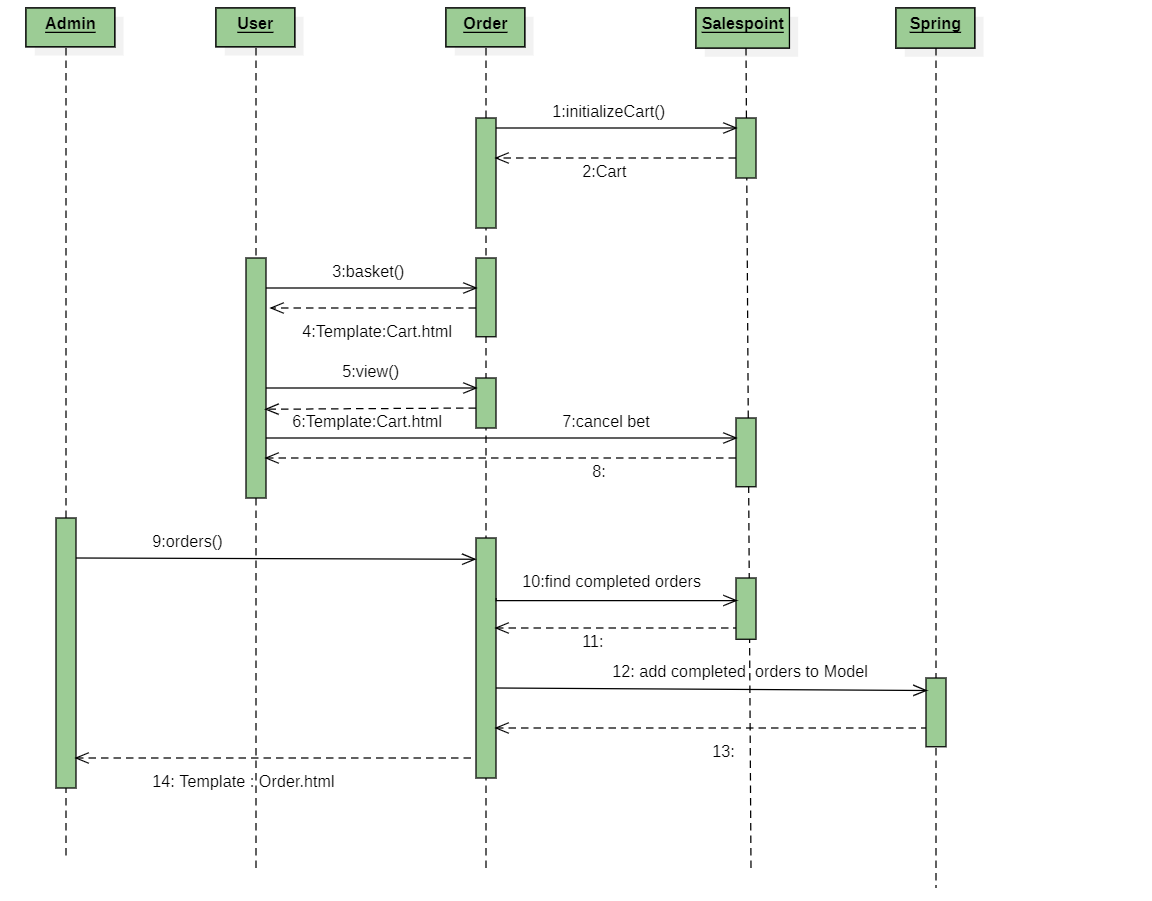 Admin
User
Order
Salespoint
Spring
1:initializeCart()
2:Cart
3:basket()
4:Template:Cart.html
5:view()
6:Template:Cart.html
7:cancel bet
8:
9:orders()
10:find completed orders
11:
12: add completed orders to Model
13:
14: Template : Order.html